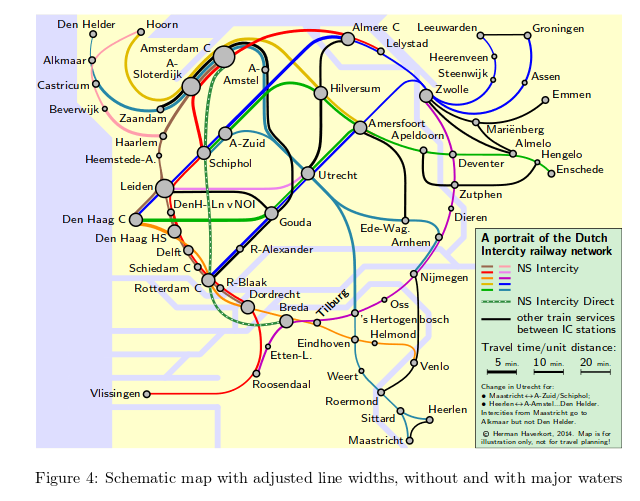 Den Helder
Hoorn
Almere C
Leeuwarden
Groningen
Alkmaar
Amsterdam C
Lelystad
A-
Sloterdijk
A-
Amstel
Heerenveen
Steenwijk
Assen
Castricum
Hilversum
Zwolle
Emmen
Beverwijk
Zaandam
Amersfoort
Mariënberg
Haarlem
A-Zuid
Apeldoorn
Almelo
Heemstede-A.
Schiphol
Deventer
Hengelo
Enschede
Leiden
Utrecht
Zutphen
DenH- Ln v NOI
Den Haag C
Gouda
Dieren
Den Haag HS
Ede-Wag.
Arnhem
Delft
R-Alexander
Schiedam C
Rotterdam C
R-Blaak
Nijmegen
Dordrecht
Breda
Tilburg
Oss
's Hertogenbosch
Eindhoven
Helmond
Etten-L.
Venlo
Weert
Roosendaal
Vlissingen
Roermond
Sittard
Heerlen
Maastricht
A portrait of the Dutch
Intercity railway network
NS Intercity
NS Intercity Direct
other train services
between IC stations
Travel time/unit distance:
5 min. 10 min. 20 min.
Change in Utrecht for:
● Maastricht↔A-Zuid/Schiphol;
● Heerlen↔A-Amstel...Den Helder.
Intercities from Maastricht go to
Alkmaar but not Den Helder.
© Herman Haverkort, 2014. Map is for
illustration only, not for travel planning!
Figure 4: Schematic map with adjusted line widths, without and with major waters